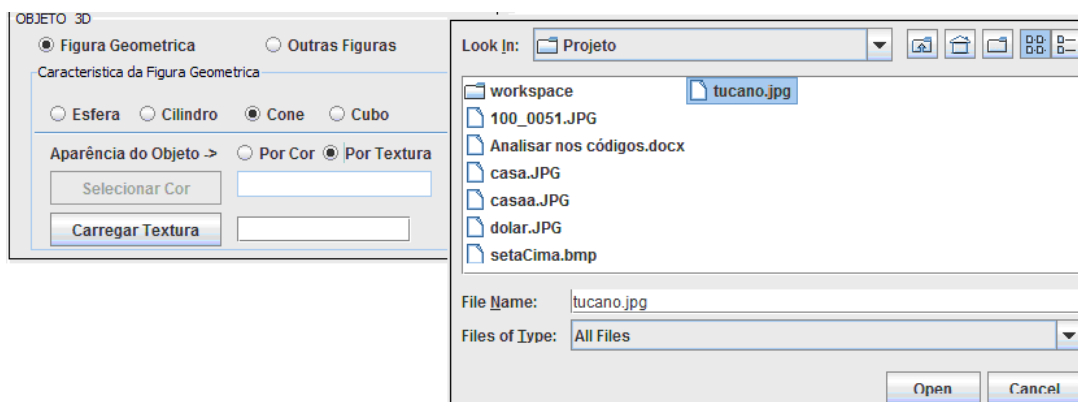 OBJETO 3D
Figura Geometrica Outras Figuras
Caracteristica da Figura Geometrica
Esfera Cilindro Cone Cubo
Aparência do Objeto -> Por Cor Por Textura
Selecionar Cor
Carregar Textura
Look In: Projeto
workspace tucano.jpg
100_0051.JPG
Analisar nos códigos.docx
casa.JPG
casaa.JPG
dolar.JPG
setaCima.bmp
File Name: tucano.jpg
Files of Type: All Files
Open Cancel